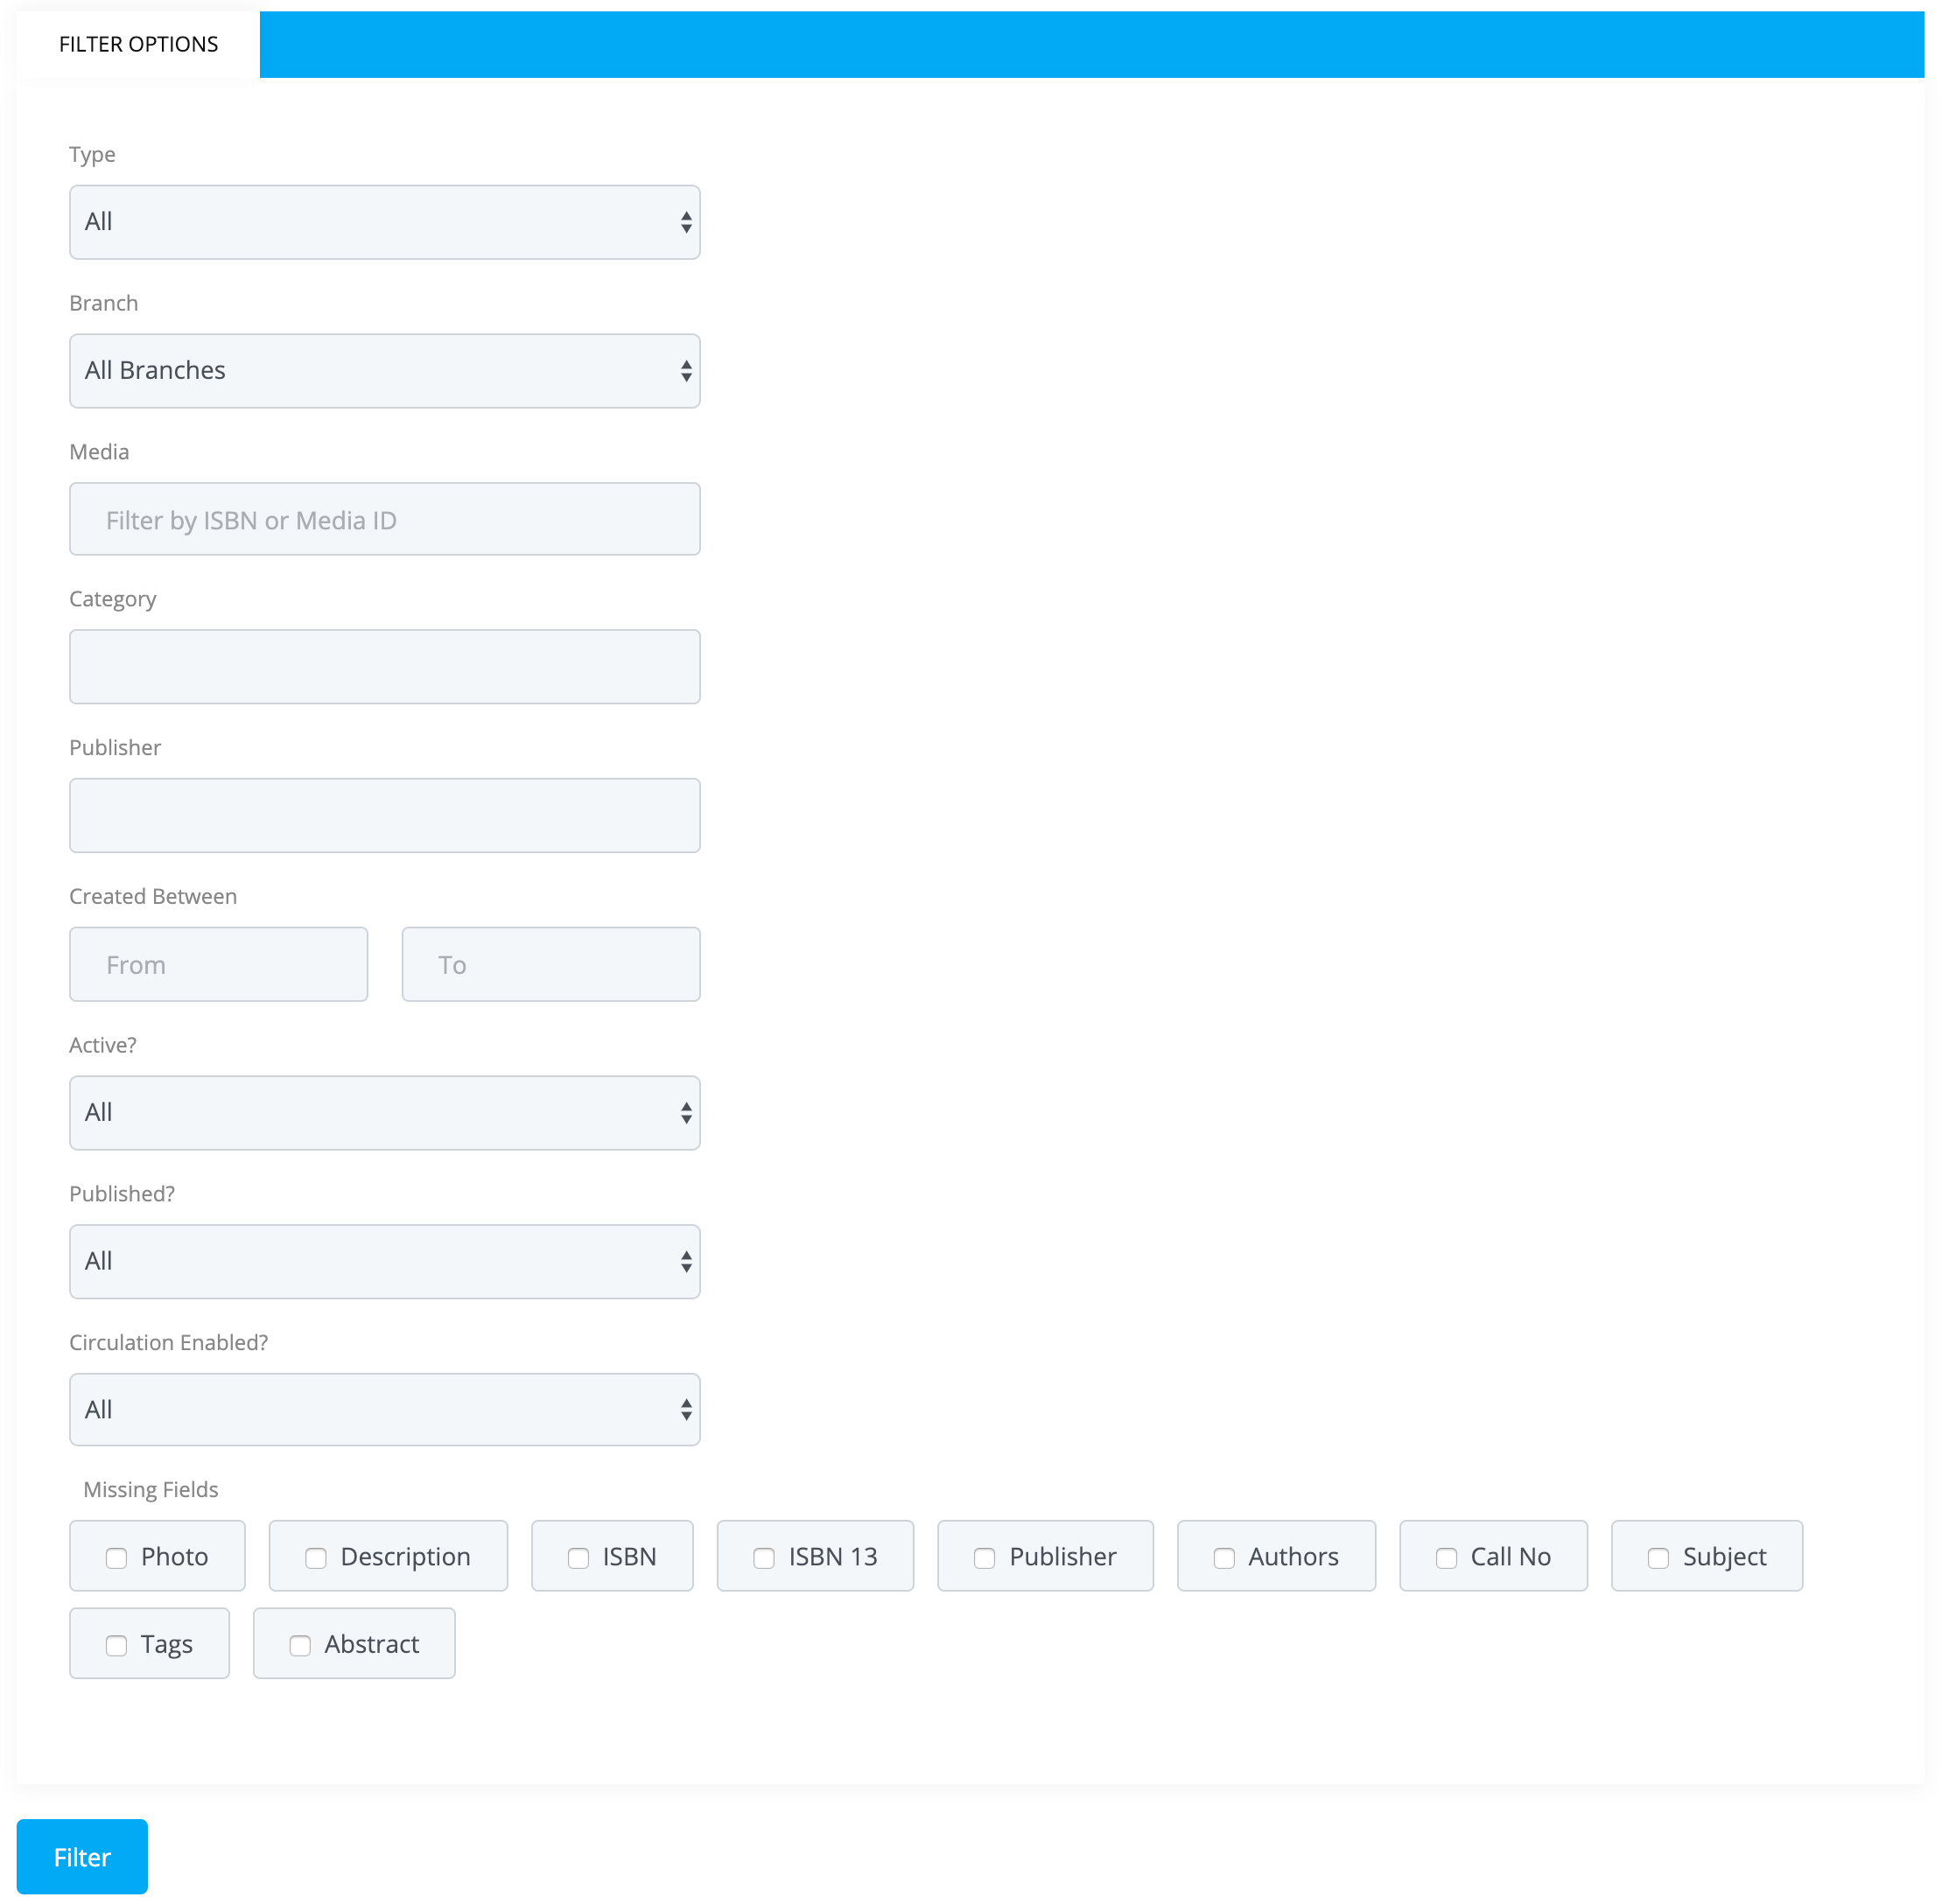 FILTER OPTIONS
Type
All
Branch
All Branches
Media
Filter by ISBN or Media ID
Category
Publisher
Created Between
From To
Active?
All
Published?
All
Circulation Enabled?
All
Missing Fields
Photo Description ISBN ISBN 13 Publisher Authors Call No Subject
Tags Abstract
Filter